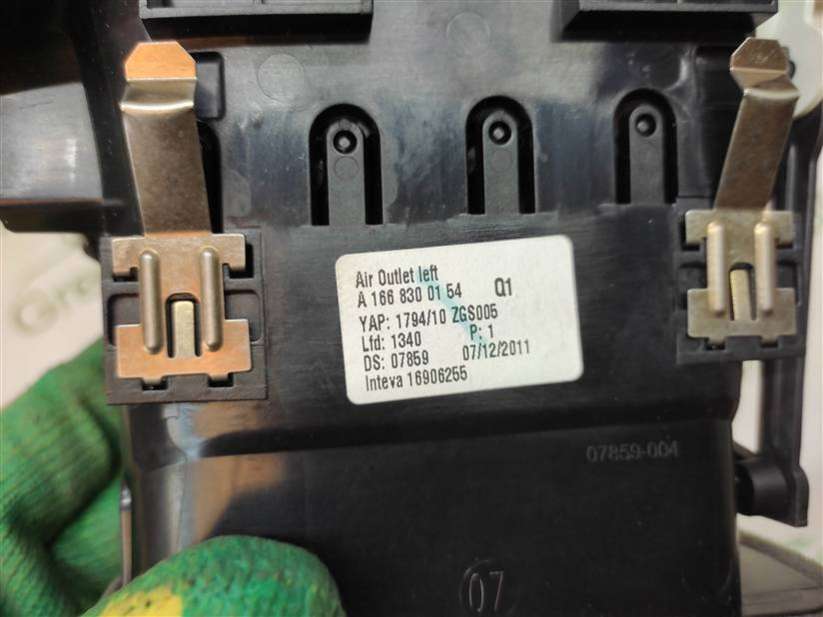 Air Outlet left
A 166 830 01 54 Q1
YAP: 1794/10 ZGS005
Lfd: 1340 P: 1
DS: 07859 07/12/2011
Inteva 16906255
07859-004
07